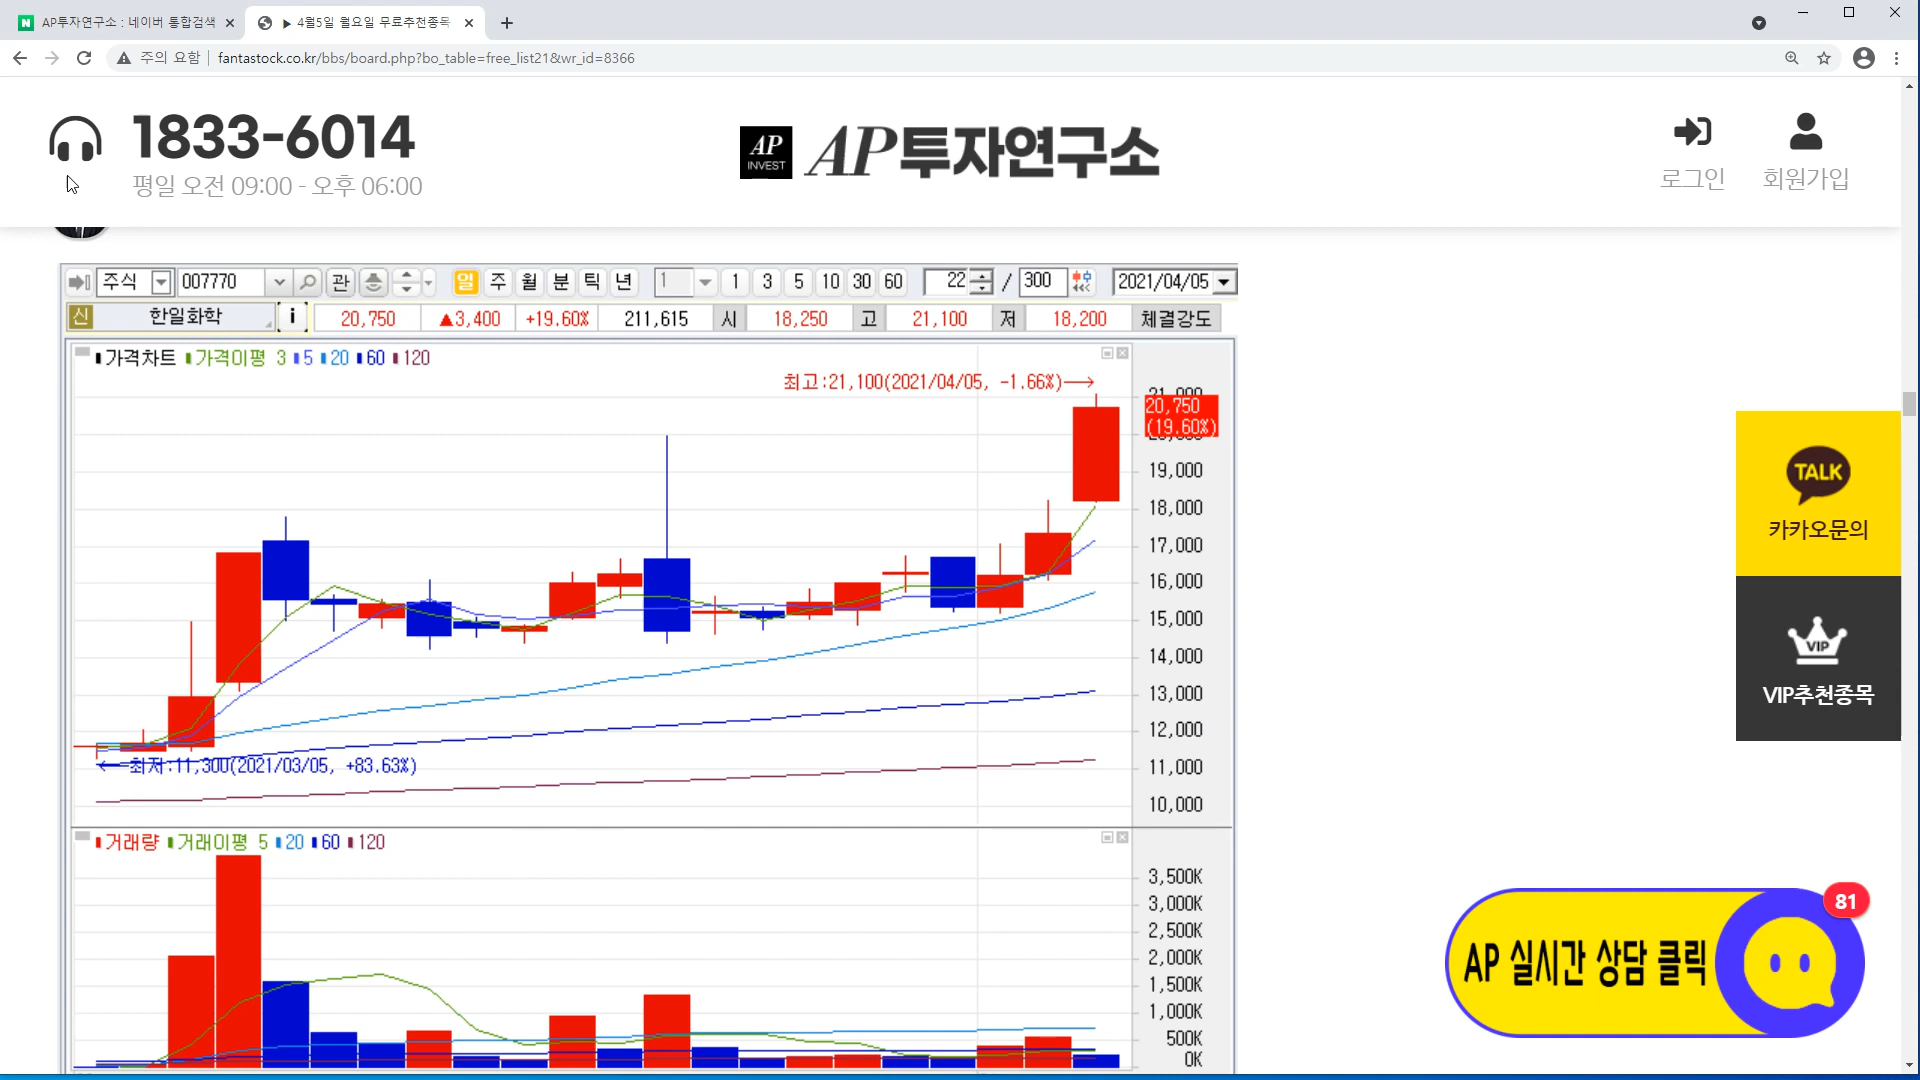 AP투자연구소 : 네이버 통합검색
▶ 4월5일 월요일 무료추천종목
주의 요함 | fantastock.co.kr/bbs/board.php?bo_table=free_list21&wr_id=8366
1833-6014
평일 오전 09:00 - 오후 06:00
AP INVEST
AP투자연구소
로그인
회원가입
주식 007770 관 일 주 월 분 틱 년 1 1 3 5 10 30 60 22 / 300 2021/04/05
신 한일화학 i 20,750 ▲3,400 +19.60% 211,615 시 18,250 고 21,100 저 18,200 체결강도
가격차트 가격이평 3 5 20 60 120
최고:21,100(2021/04/05, -1.66%)→
21,000
20,750
(19.60%)
19,000
18,000
17,000
16,000
15,000
14,000
13,000
12,000
11,000
10,000
←최저:11,300(2021/03/05, +83.63%)
거래량 거래이평 5 20 60 120
3,500K
3,000K
2,500K
2,000K
1,500K
1,000K
500K
0K
TALK
카카오문의
VIP
VIP추천종목
81
AP 실시간 상담 클릭